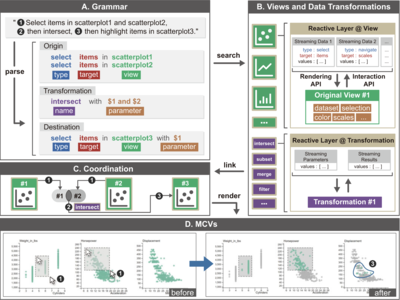 A. Grammar
" ❶ Select items in scatterplot1 and scatterplot2,
❷ then intersect, ❸ then highlight items in scatterplot3."
Origin
select items in scatterplot1
select items in scatterplot2
type target view
Transformation
intersect with $1 and $2
name parameter
Destination
select items in scatterplot3 with $1
type target view parameter
parse
search
link
render
B. Views and Data Transformations
Reactive Layer @ View
Streaming Data 1
type select
target items
values [ ... ]
Streaming Data 2
type navigate
target scales
values [ ... ]
...
Rendering API
Interaction API
Original View #1
dataset selection
color scales ...
...
intersect
subset
merge
filter
...
Reactive Layer @ Transformation
Streaming Parameters
values [ ... ]
Streaming Results
values [ ... ]
Transformation #1
C. Coordination
#1
❶
#1 #2
❷ intersect
❶
#2
❸
#3
D. MCVs
Weight_in_lbs
Horsepower
Displacement
❶
❶
before
Weight_in_lbs
Horsepower
Displacement
❸
after